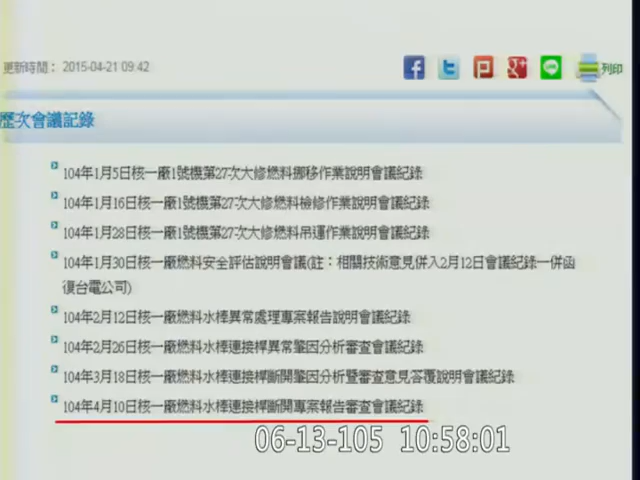 更新時間： 2015-04-21 09:42
列印
歷次會議記錄
104年1月5日核一廠1號機第27次大修燃料挪移作業說明會議紀錄
104年1月16日核一廠1號機第27次大修燃料檢修作業說明會議紀錄
104年1月28日核一廠1號機第27次大修燃料吊運作業說明會議紀錄
104年1月30日核一廠燃料安全評估說明會議(註：相關技術意見併入2月12日會議紀錄一併函
復台電公司)
104年2月12日核一廠燃料水棒異常處理專案報告說明會議紀錄
104年2月26日核一廠燃料水棒連接桿異常肇因分析審查會議紀錄
104年3月18日核一廠燃料水棒連接桿斷開肇因分析暨審查意見答覆說明會議紀錄
104年4月10日核一廠燃料水棒連接桿斷開專案報告審查會議紀錄
06-13-105 10:58:01